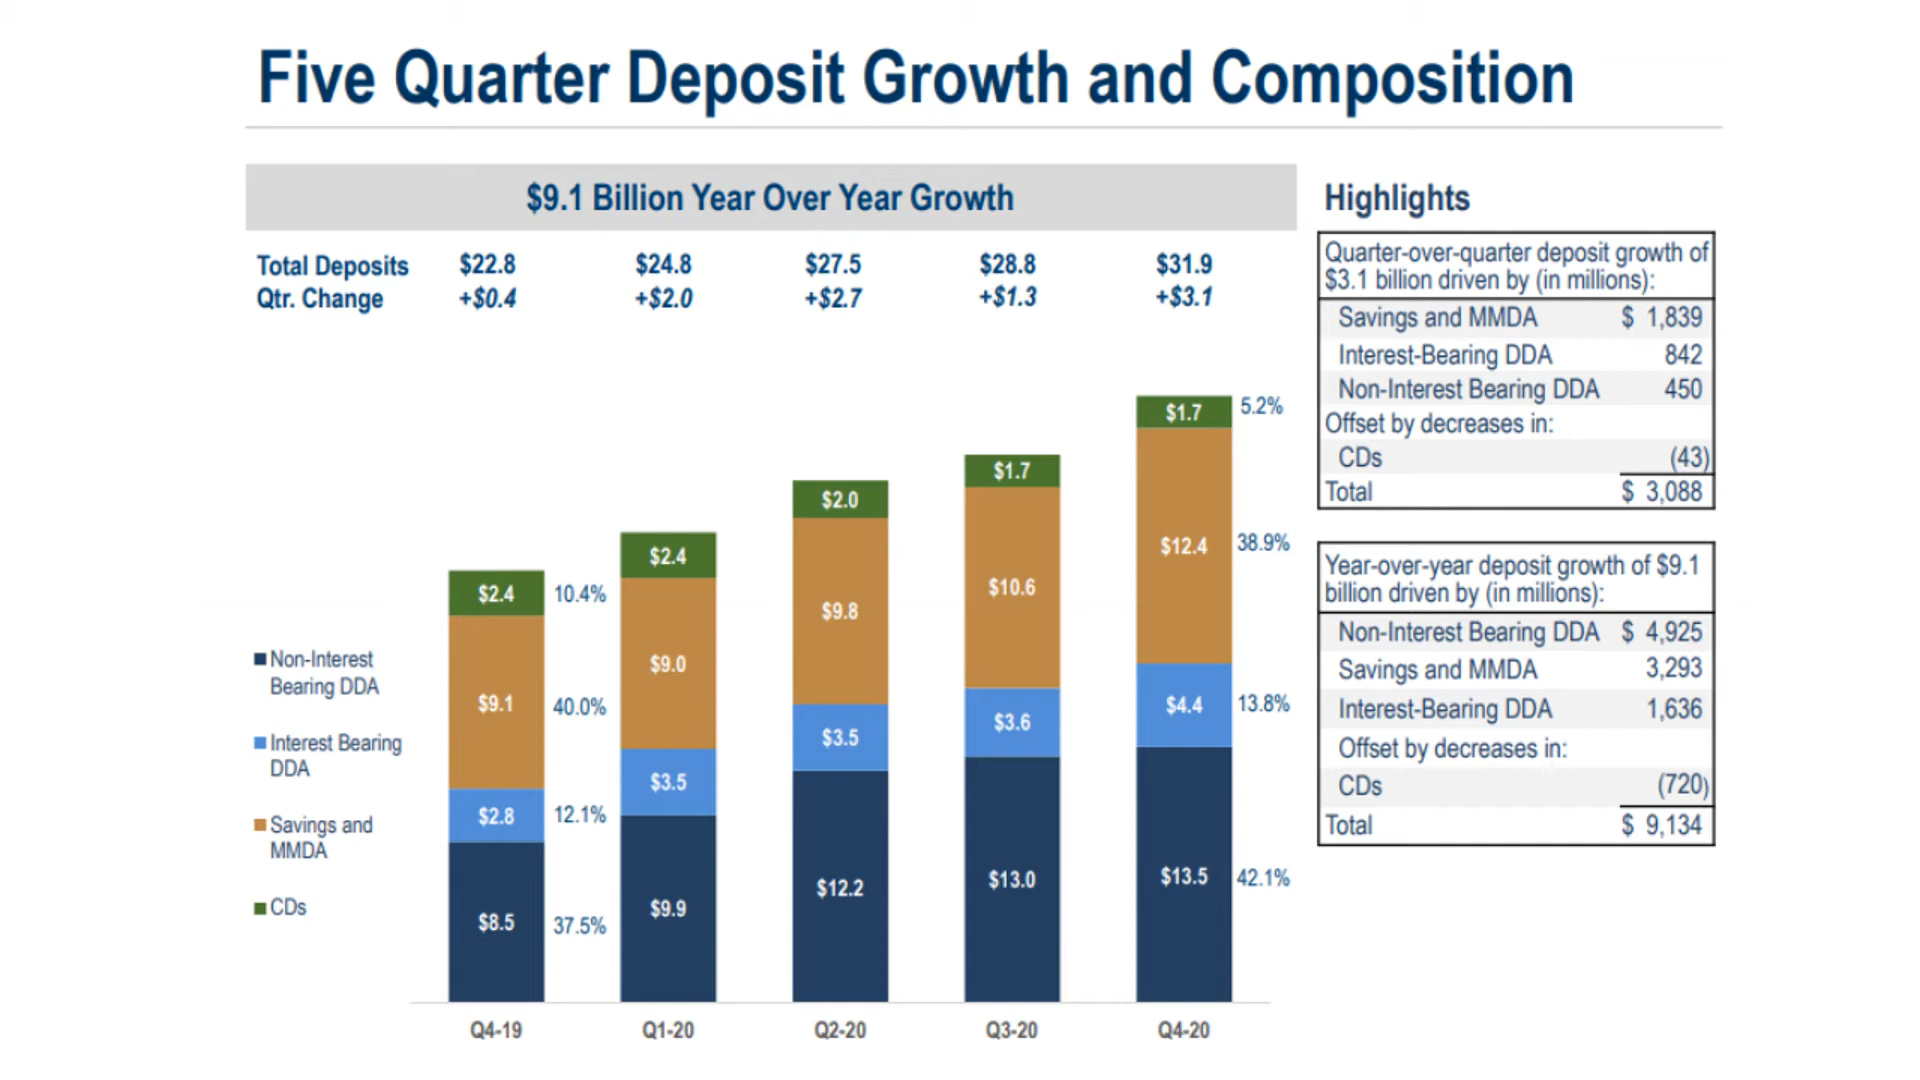 Five Quarter Deposit Growth and Composition
$9.1 Billion Year Over Year Growth
Total Deposits $22.8 $24.8 $27.5 $28.8 $31.9
Qtr. Change +$0.4 +$2.0 +$2.7 +$1.3 +$3.1
$1.7 5.2%
$12.4 38.9%
$4.4 13.8%
$13.5 42.1%
$1.7
$10.6
$3.6
$13.0
$2.0
$9.8
$3.5
$12.2
$2.4
$9.0
$3.5
$9.9
$2.4 10.4%
$9.1 40.0%
$2.8 12.1%
$8.5 37.5%
Non-Interest
Bearing DDA
Interest Bearing
DDA
Savings and
MMDA
CDs
Q4-19 Q1-20 Q2-20 Q3-20 Q4-20
Highlights
Quarter-over-quarter deposit growth of
$3.1 billion driven by (in millions):
Savings and MMDA $ 1,839
Interest-Bearing DDA 842
Non-Interest Bearing DDA 450
Offset by decreases in:
CDs (43)
Total $ 3,088
Year-over-year deposit growth of $9.1
billion driven by (in millions):
Non-Interest Bearing DDA $ 4,925
Savings and MMDA 3,293
Interest-Bearing DDA 1,636
Offset by decreases in:
CDs (720)
Total $ 9,134